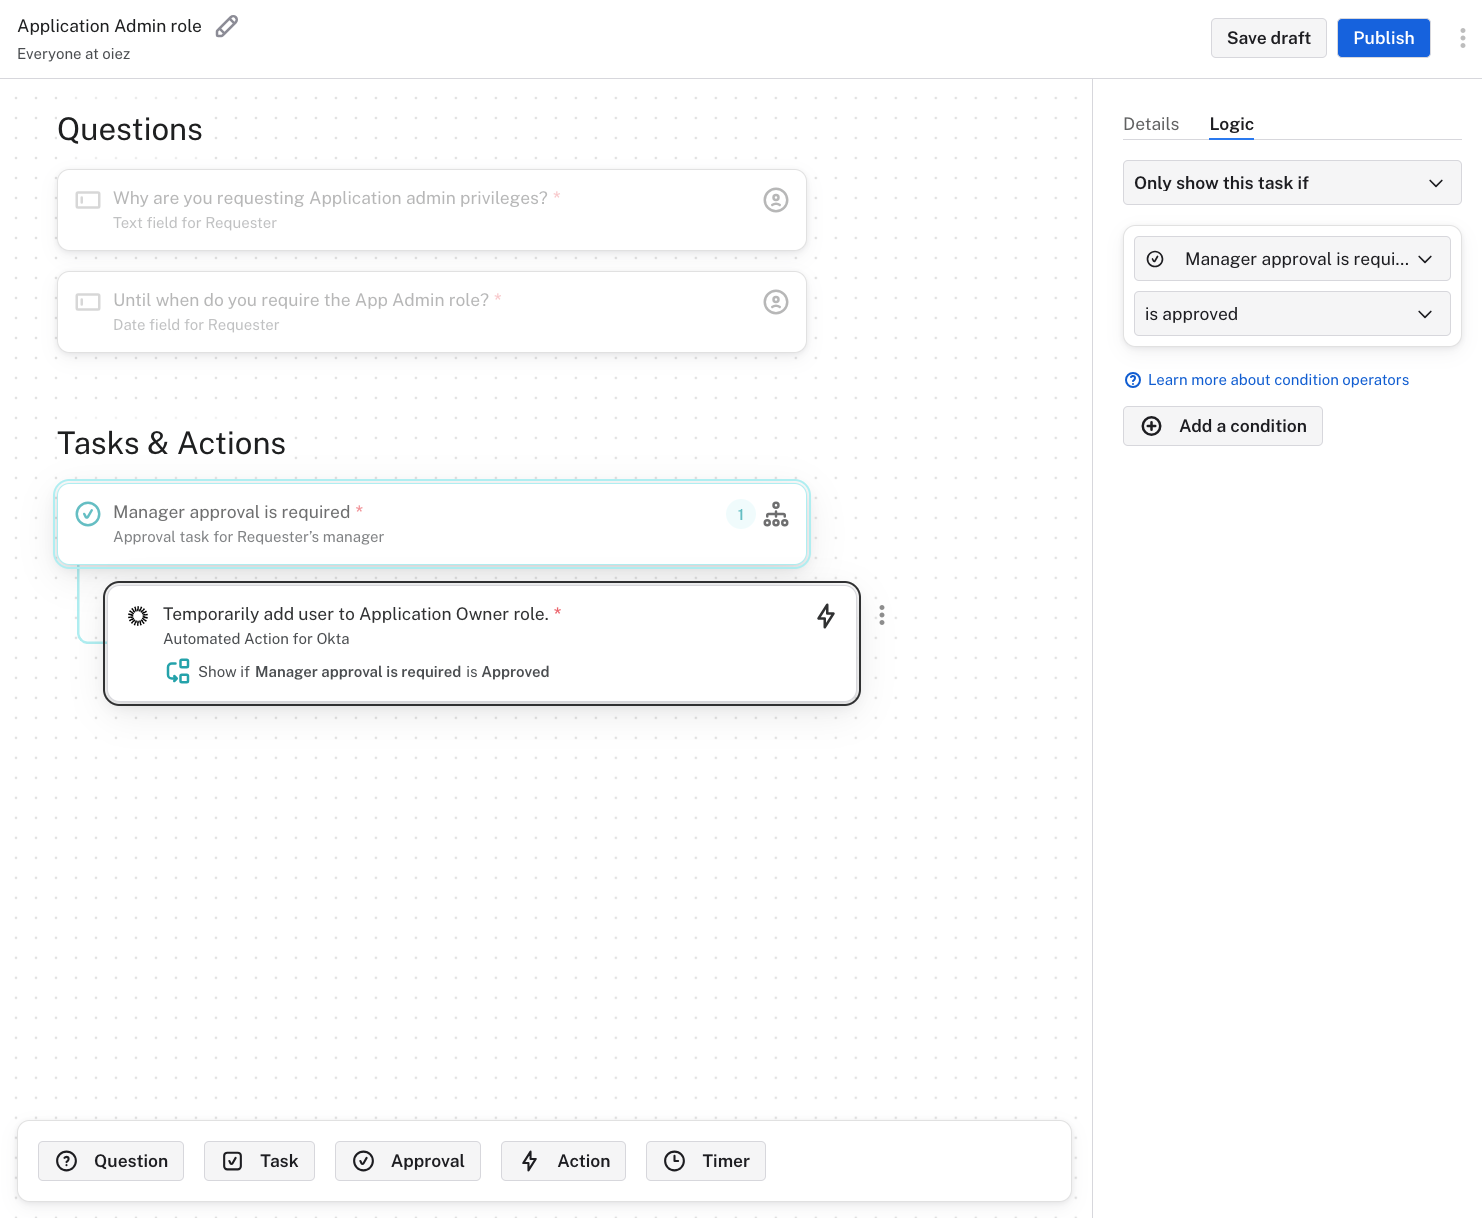 Application Admin role
Everyone at oiez
Save draft
Publish
Questions
Why are you requesting Application admin privileges? *
Text field for Requester
Until when do you require the App Admin role? *
Date field for Requester
Tasks & Actions
Manager approval is required *
Approval task for Requester's manager
1
Temporarily add user to Application Owner role. *
Automated Action for Okta
Show if Manager approval is required is Approved
Question
Task
Approval
Action
Timer
Details
Logic
Only show this task if
Manager approval is requi...
is approved
Learn more about condition operators
Add a condition